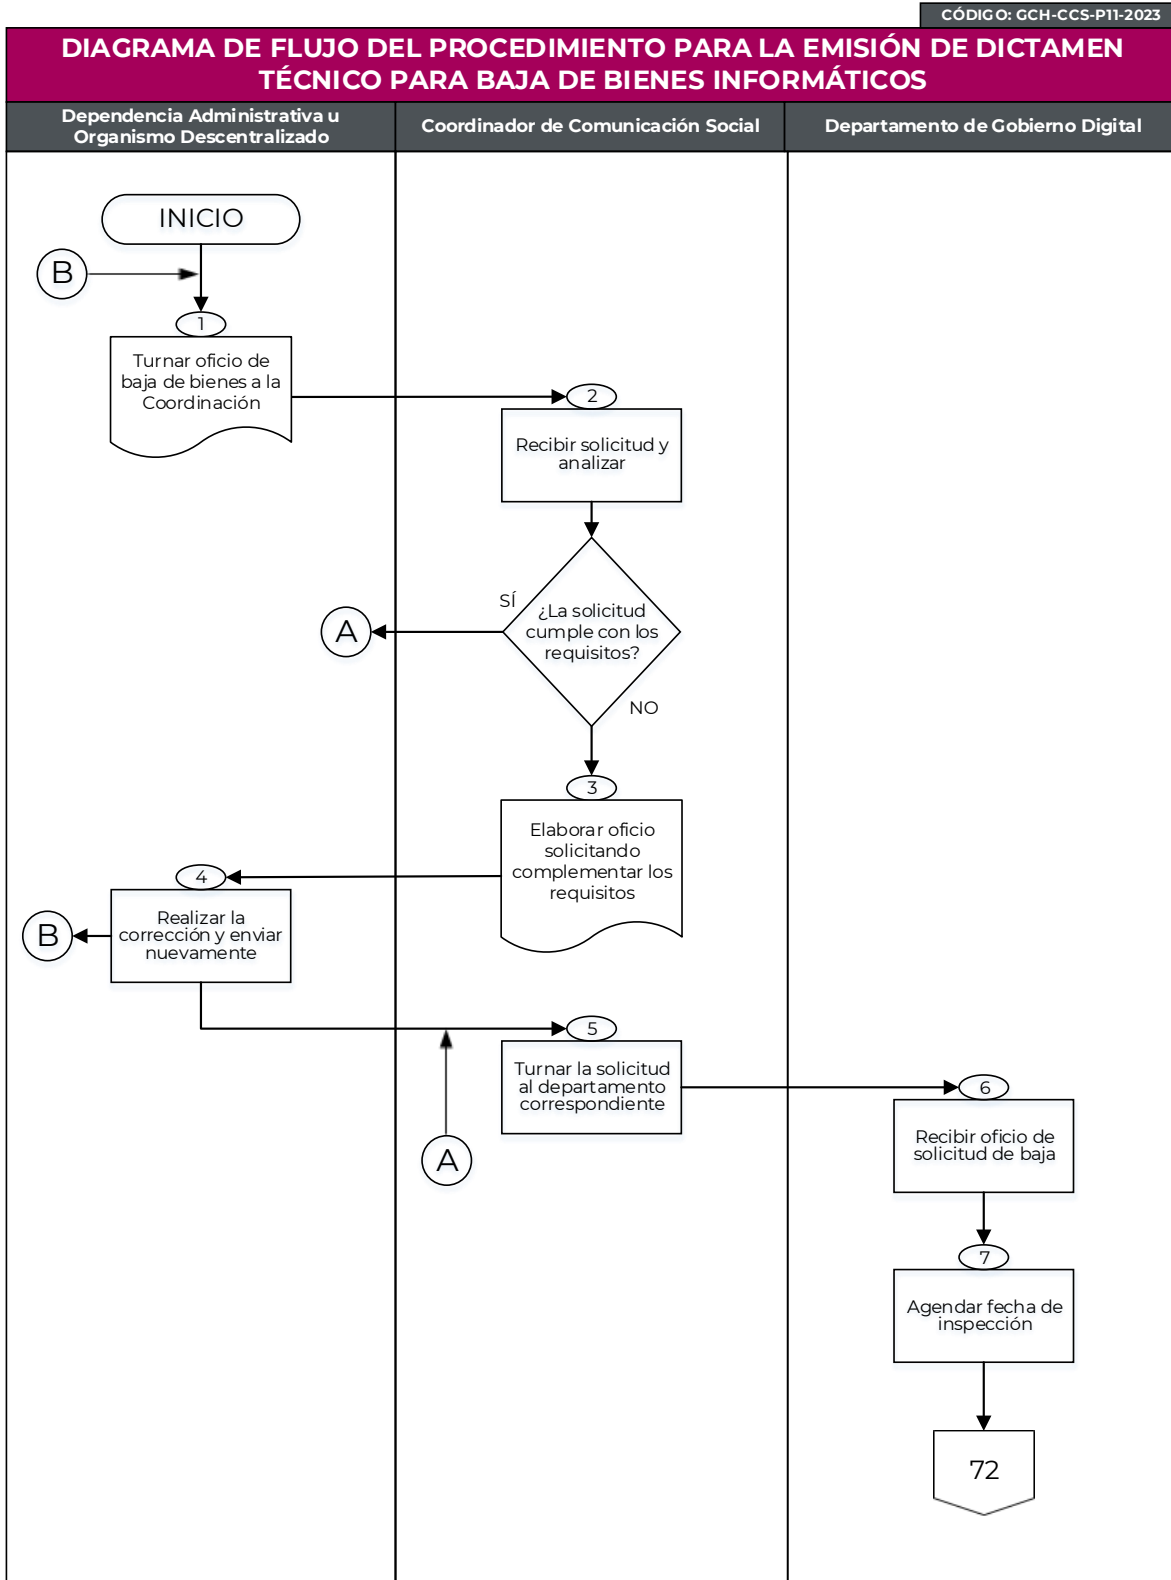 CÓDIGO: GCH-CCS-P11-2023
DIAGRAMA DE FLUJO DEL PROCEDIMIENTO PARA LA EMISIÓN DE DICTAMEN
TÉCNICO PARA BAJA DE BIENES INFORMÁTICOS
Dependencia Administrativa u
Organismo Descentralizado
Coordinador de Comunicación Social
Departamento de Gobierno Digital
INICIO
B
1
Turnar oficio de
baja de bienes a la
Coordinación
2
Recibir solicitud y
analizar
SÍ
¿La solicitud
cumple con los
requisitos?
A
NO
3
Elaborar oficio
solicitando
complementar los
requisitos
4
Realizar la
corrección y enviar
nuevamente
B
5
Turnar la solicitud
al departamento
correspondiente
A
6
Recibir oficio de
solicitud de baja
7
Agendar fecha de
inspección
72